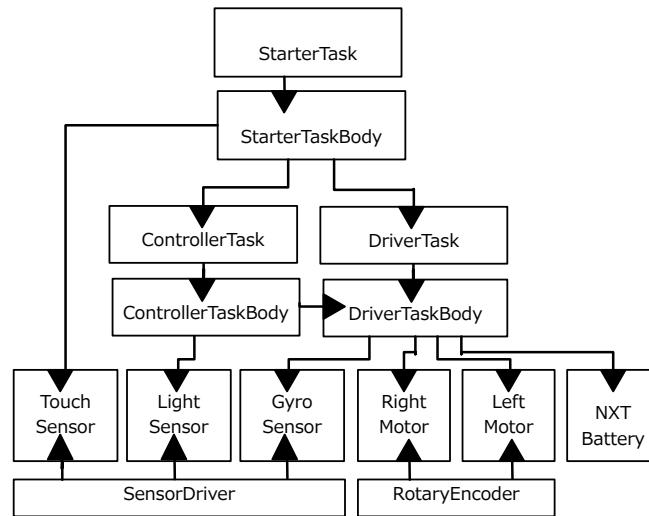 StarterTask
StarterTaskBody
ControllerTask
DriverTask
ControllerTaskBody
DriverTaskBody
Touch
Sensor
Light
Sensor
Gyro
Sensor
Right
Motor
Left
Motor
NXT
Battery
SensorDriver
RotaryEncoder